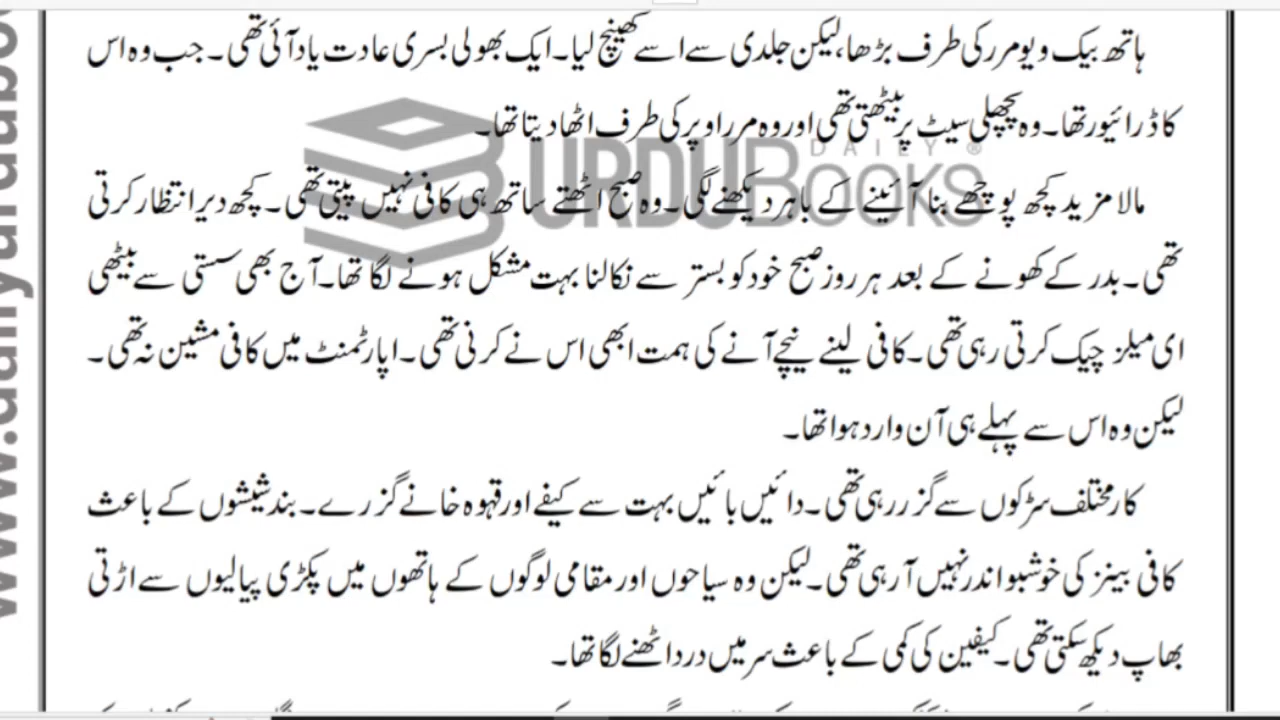 ہاتھ بیک ویو مرر کی طرف بڑھا، لیکن جلدی سے اسے کھینچ لیا۔ ایک بھولی بسری عادت یاد آئی تھی۔ جب وہ اس
کا ڈرائیور تھا۔ وہ پچھلی سیٹ پر بیٹھتی تھی اور وہ مرر اوپر کی طرف اٹھا دیتا تھا۔
DAILY ®
URDUBOOKS
مالا مزید کچھ پوچھے بنا آئینے کے باہر دیکھنے لگی۔ وہ صبح اٹھتے ساتھ ہی کافی نہیں پیتی تھی۔ کچھ دیر انتظار کرتی
تھی۔ بدر کے کھونے کے بعد ہر روز صبح خود کو بستر سے نکالنا بہت مشکل ہونے لگا تھا۔ آج بھی سستی سے بیٹھی
ای میلز چیک کرتی رہی تھی۔ کافی لینے نیچے آنے کی ہمت ابھی اس نے کرنی تھی۔ اپارٹمنٹ میں کافی مشین نہ تھی۔
لیکن وہ اس سے پہلے ہی آن وارد ہوا تھا۔
کار مختلف سڑکوں سے گزر رہی تھی۔ دائیں بائیں بہت سے کیفے اور قہوہ خانے گزرے۔ بند شیشوں کے باعث
کافی بینز کی خوشبو اندر نہیں آ رہی تھی۔ لیکن وہ سیاحوں اور مقامی لوگوں کے ہاتھوں میں پکڑی پیالیوں سے اڑتی
بھاپ دیکھ سکتی تھی۔ کیفین کی کمی کے باعث سر میں درد اٹھنے لگا تھا۔
www.dailyurdubo